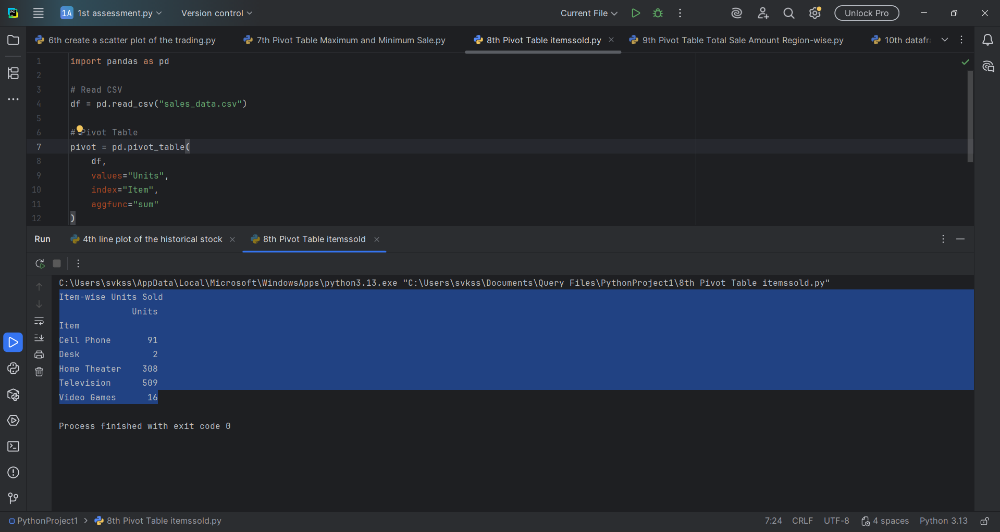 1A 1st assessment.py Version control Current File Unlock Pro
6th create a scatter plot of the trading.py 7th Pivot Table Maximum and Minimum Sale.py 8th Pivot Table itemssold.py 9th Pivot Table Total Sale Amount Region-wise.py 10th datafr
1 import pandas as pd
2
3 # Read CSV
4 df = pd.read_csv("sales_data.csv")
5
6 # Pivot Table
7 pivot = pd.pivot_table(
8 df,
9 values="Units",
10 index="Item",
11 aggfunc="sum"
12 )
Run 4th line plot of the historical stock 8th Pivot Table itemssold
C:\Users\svkss\AppData\Local\Microsoft\WindowsApps\python3.13.exe "C:\Users\svkss\Documents\Query Files\PythonProject1\8th Pivot Table itemssold.py"
Item-wise Units Sold
Units
Item
Cell Phone 91
Desk 2
Home Theater 308
Television 509
Video Games 16
Process finished with exit code 0
PythonProject1 > 8th Pivot Table itemssold.py 7:24 CRLF UTF-8 4 spaces Python 3.13